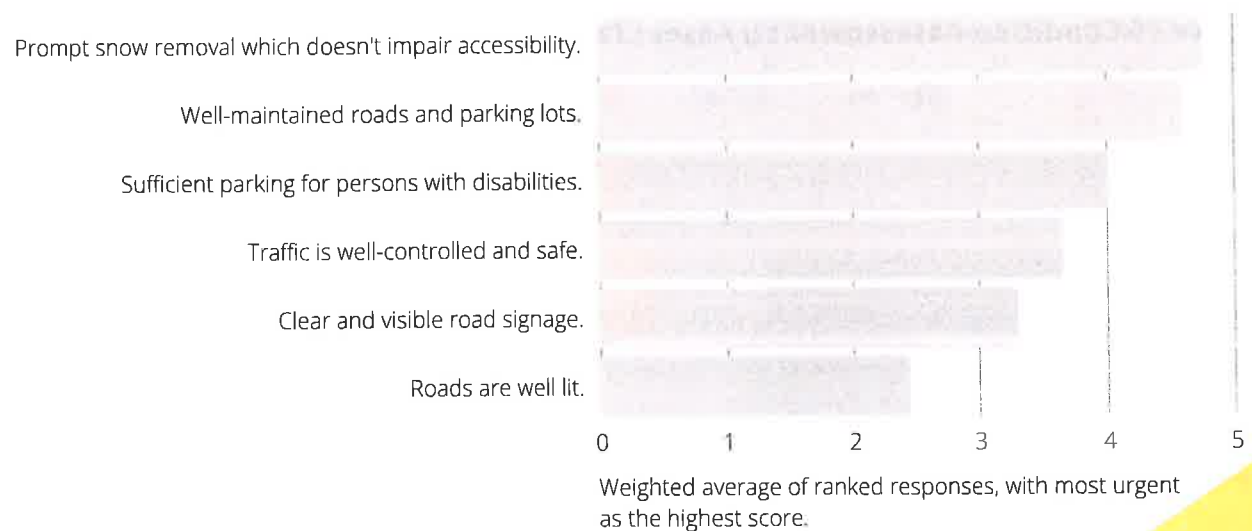 Prompt snow removal which doesn't impair accessibility.
Well-maintained roads and parking lots.
Sufficient parking for persons with disabilities.
Traffic is well-controlled and safe.
Clear and visible road signage.
Roads are well lit.
0 1 2 3 4 5
Weighted average of ranked responses, with most urgent
as the highest score.